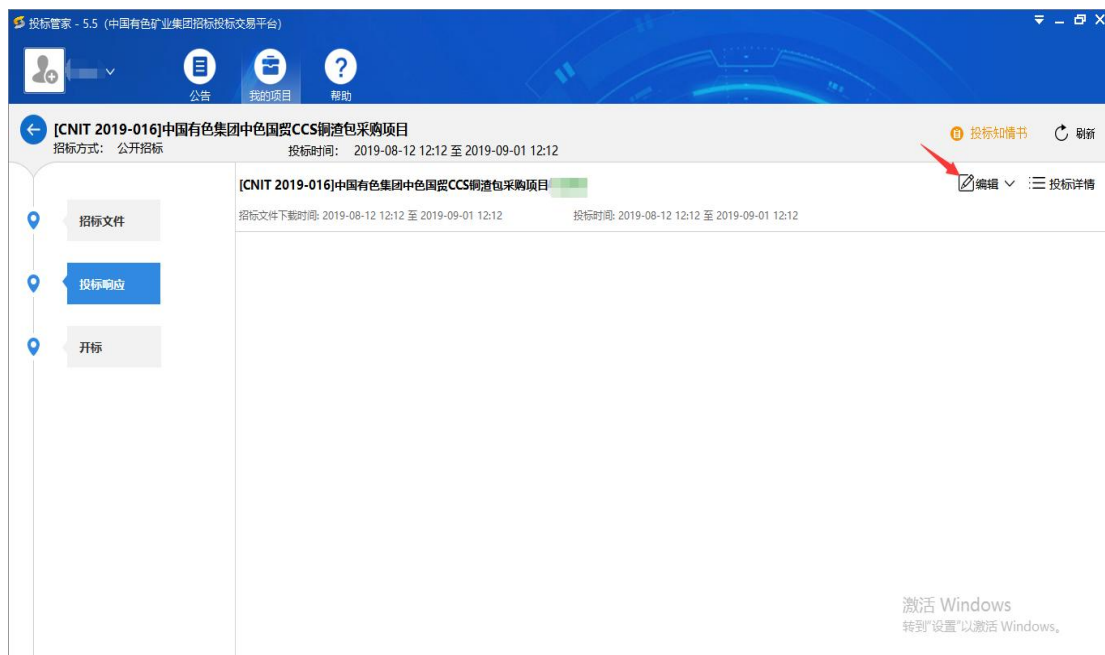 投标管家 - 5.5（中国有色矿业集团招标投标交易平台）
公告 我的项目 帮助
[CNIT 2019-016]中国有色集团中色国贸CCS铜渣包采购项目
投标知情书 刷新
招标方式： 公开招标 投标时间： 2019-08-12 12:12 至 2019-09-01 12:12
[CNIT 2019-016]中国有色集团中色国贸CCS铜渣包采购项目
编辑 投标详情
招标文件下载时间: 2019-08-12 12:12 至 2019-09-01 12:12 投标时间: 2019-08-12 12:12 至 2019-09-01 12:12
招标文件
投标响应
开标
激活 Windows
转到"设置"以激活 Windows。